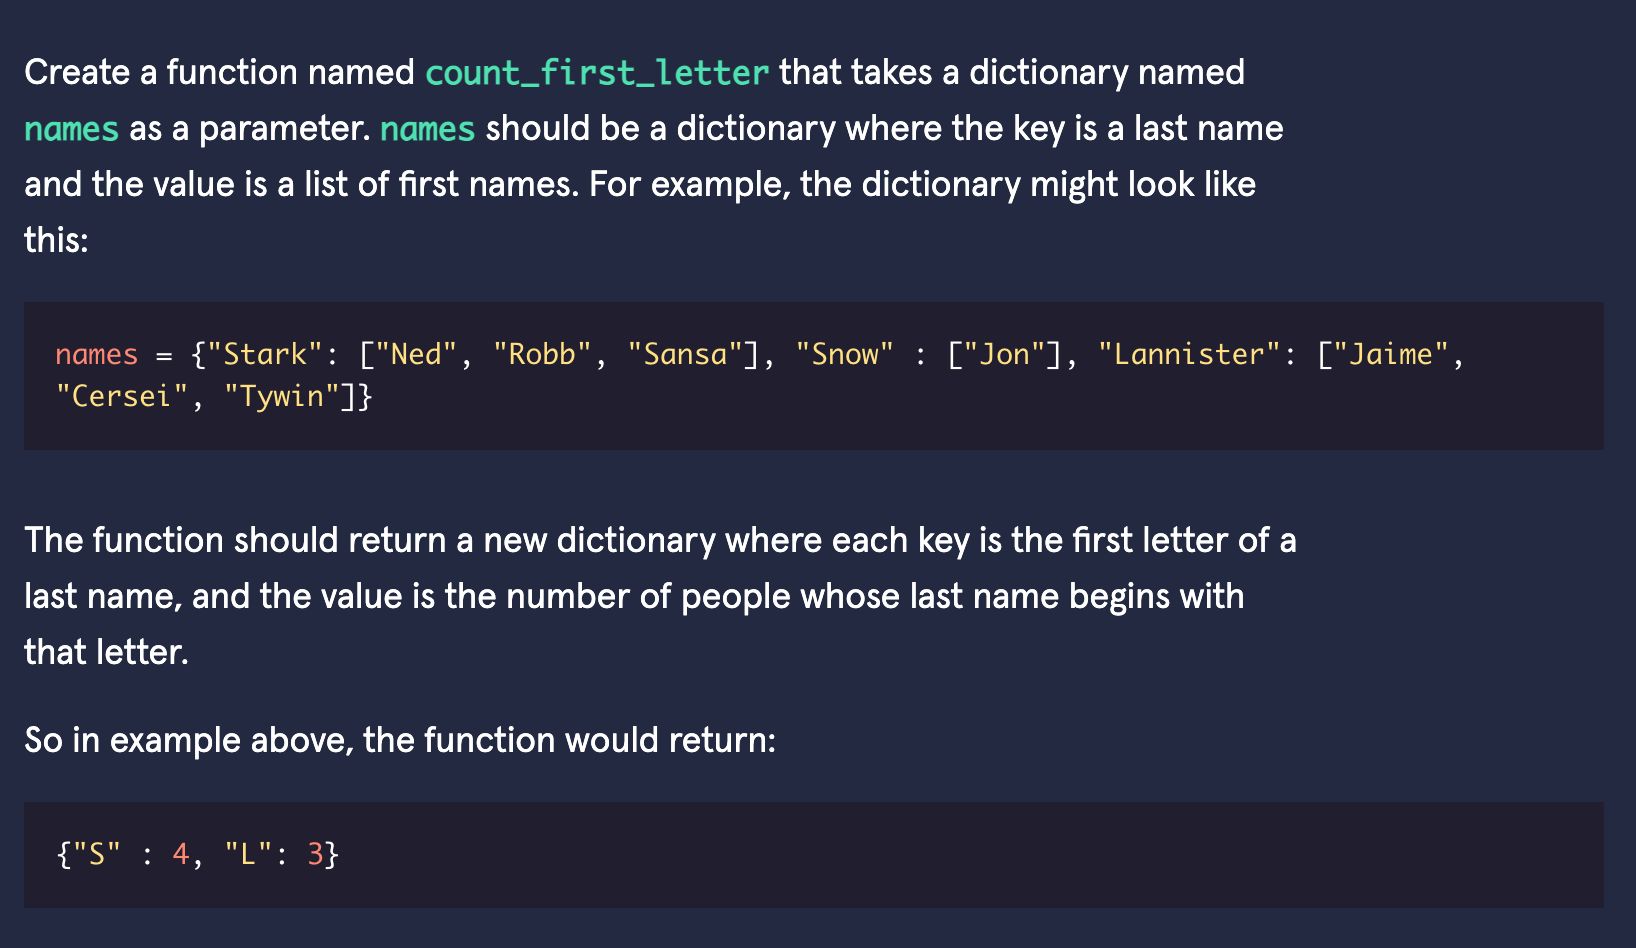 Create a function named count_first_letter that takes a dictionary named
names as a parameter. names should be a dictionary where the key is a last name
and the value is a list of first names. For example, the dictionary might look like
this:
names = {"Stark": ["Ned", "Robb", "Sansa"], "Snow" : ["Jon"], "Lannister": ["Jaime",
"Cersei", "Tywin"]}
The function should return a new dictionary where each key is the first letter of a
last name, and the value is the number of people whose last name begins with
that letter.
So in example above, the function would return:
{"S" : 4, "L": 3}